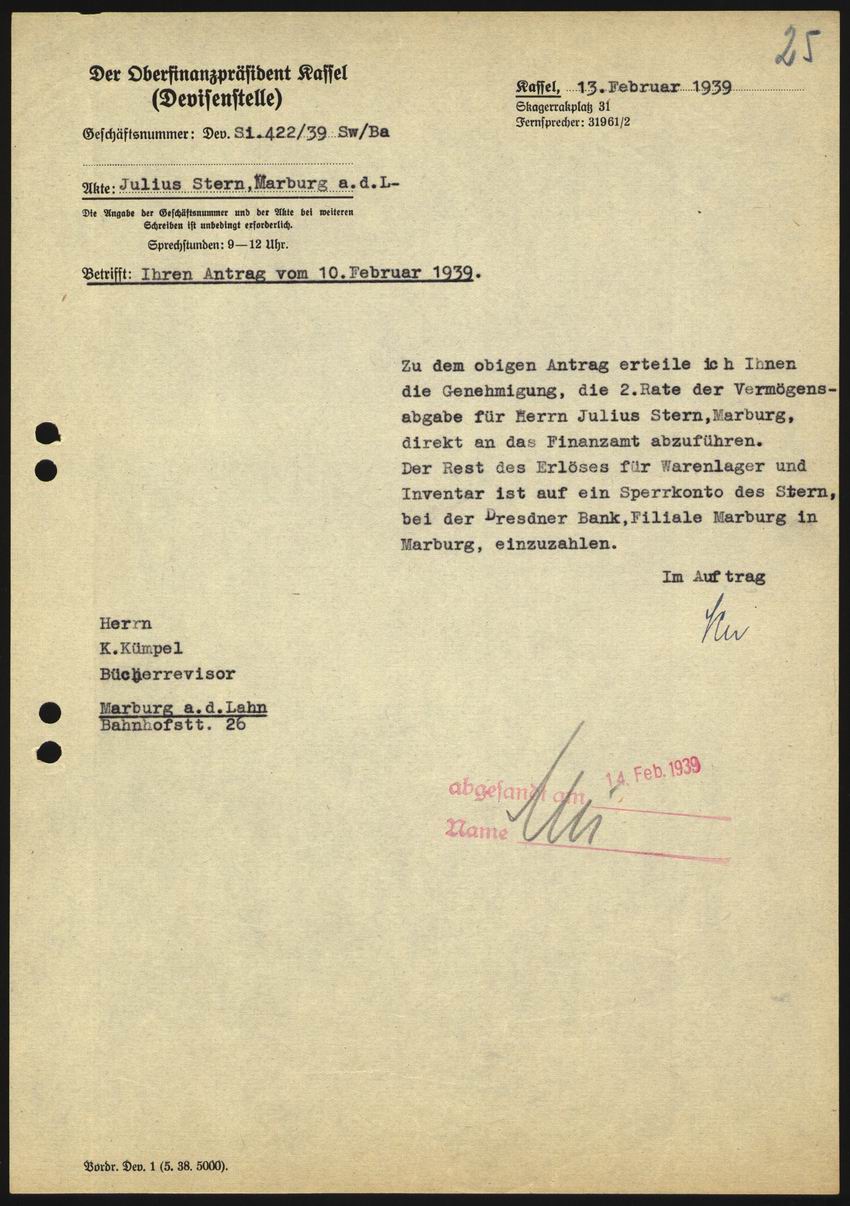 25
Der Oberfinanzpräsident Kassel
(Devisenstelle)
Kassel, 13. Februar 1939
Skagerrakplatz 31
Fernsprecher: 31961/2
Geschäftsnummer: Dev. Si.422/39 Sw/Ba
Akte: Julius Stern, Marburg a.d.L-
Die Angabe der Geschäftsnummer und der Akte bei weiteren
Schreiben ist unbedingt erforderlich.
Sprechstunden: 9—12 Uhr.
Betrifft: Ihren Antrag vom 10.Februar 1939.
Zu dem obigen Antrag erteile ich Ihnen
die Genehmigung, die 2.Rate der Vermögens-
abgabe für Herrn Julius Stern,Marburg,
direkt an das Finanzamt abzuführen.
Der Rest des Erlöses für Warenlager und
Inventar ist auf ein Sperrkonto des Stern,
bei der Dresdner Bank,Filiale Marburg in
Marburg, einzuzahlen.
Im Auftrag
Herrn
K.Kümpel
Bücherrevisor
Marburg a.d.Lahn
Bahnhofstt. 26
abgesandt am 14. Feb. 1939
Name
Vordr. Dev. 1 (5. 38. 5000).